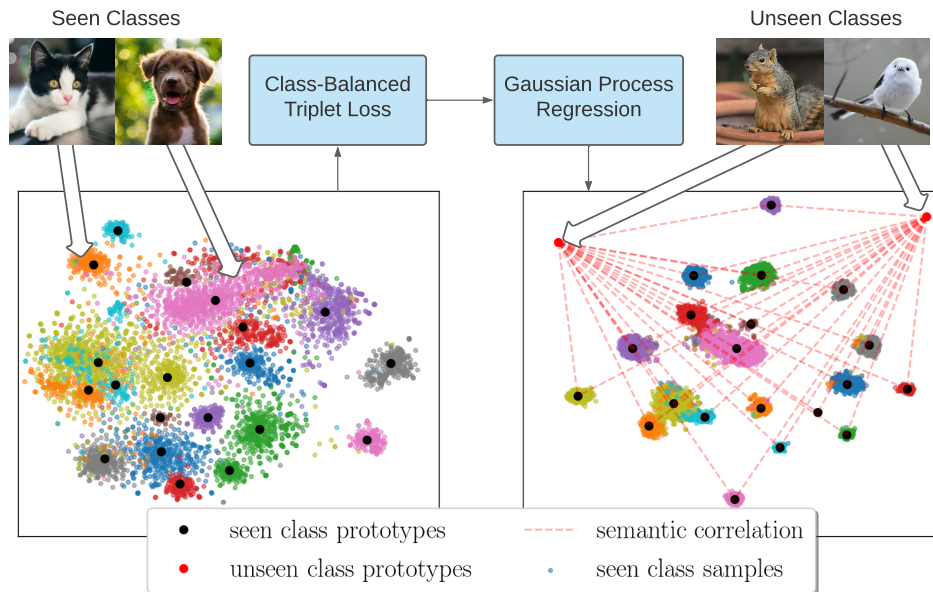 Seen Classes
Unseen Classes
Class-Balanced
Triplet Loss
Gaussian Process
Regression
seen class prototypes
semantic correlation
unseen class prototypes
seen class samples